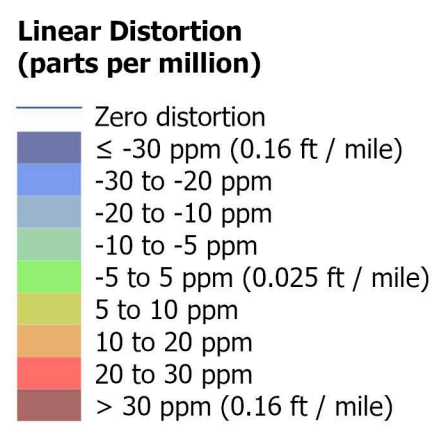 Linear Distortion
(parts per million)
Zero distortion
≤ -30 ppm (0.16 ft / mile)
-30 to -20 ppm
-20 to -10 ppm
-10 to -5 ppm
-5 to 5 ppm (0.025 ft / mile)
5 to 10 ppm
10 to 20 ppm
20 to 30 ppm
> 30 ppm (0.16 ft / mile)